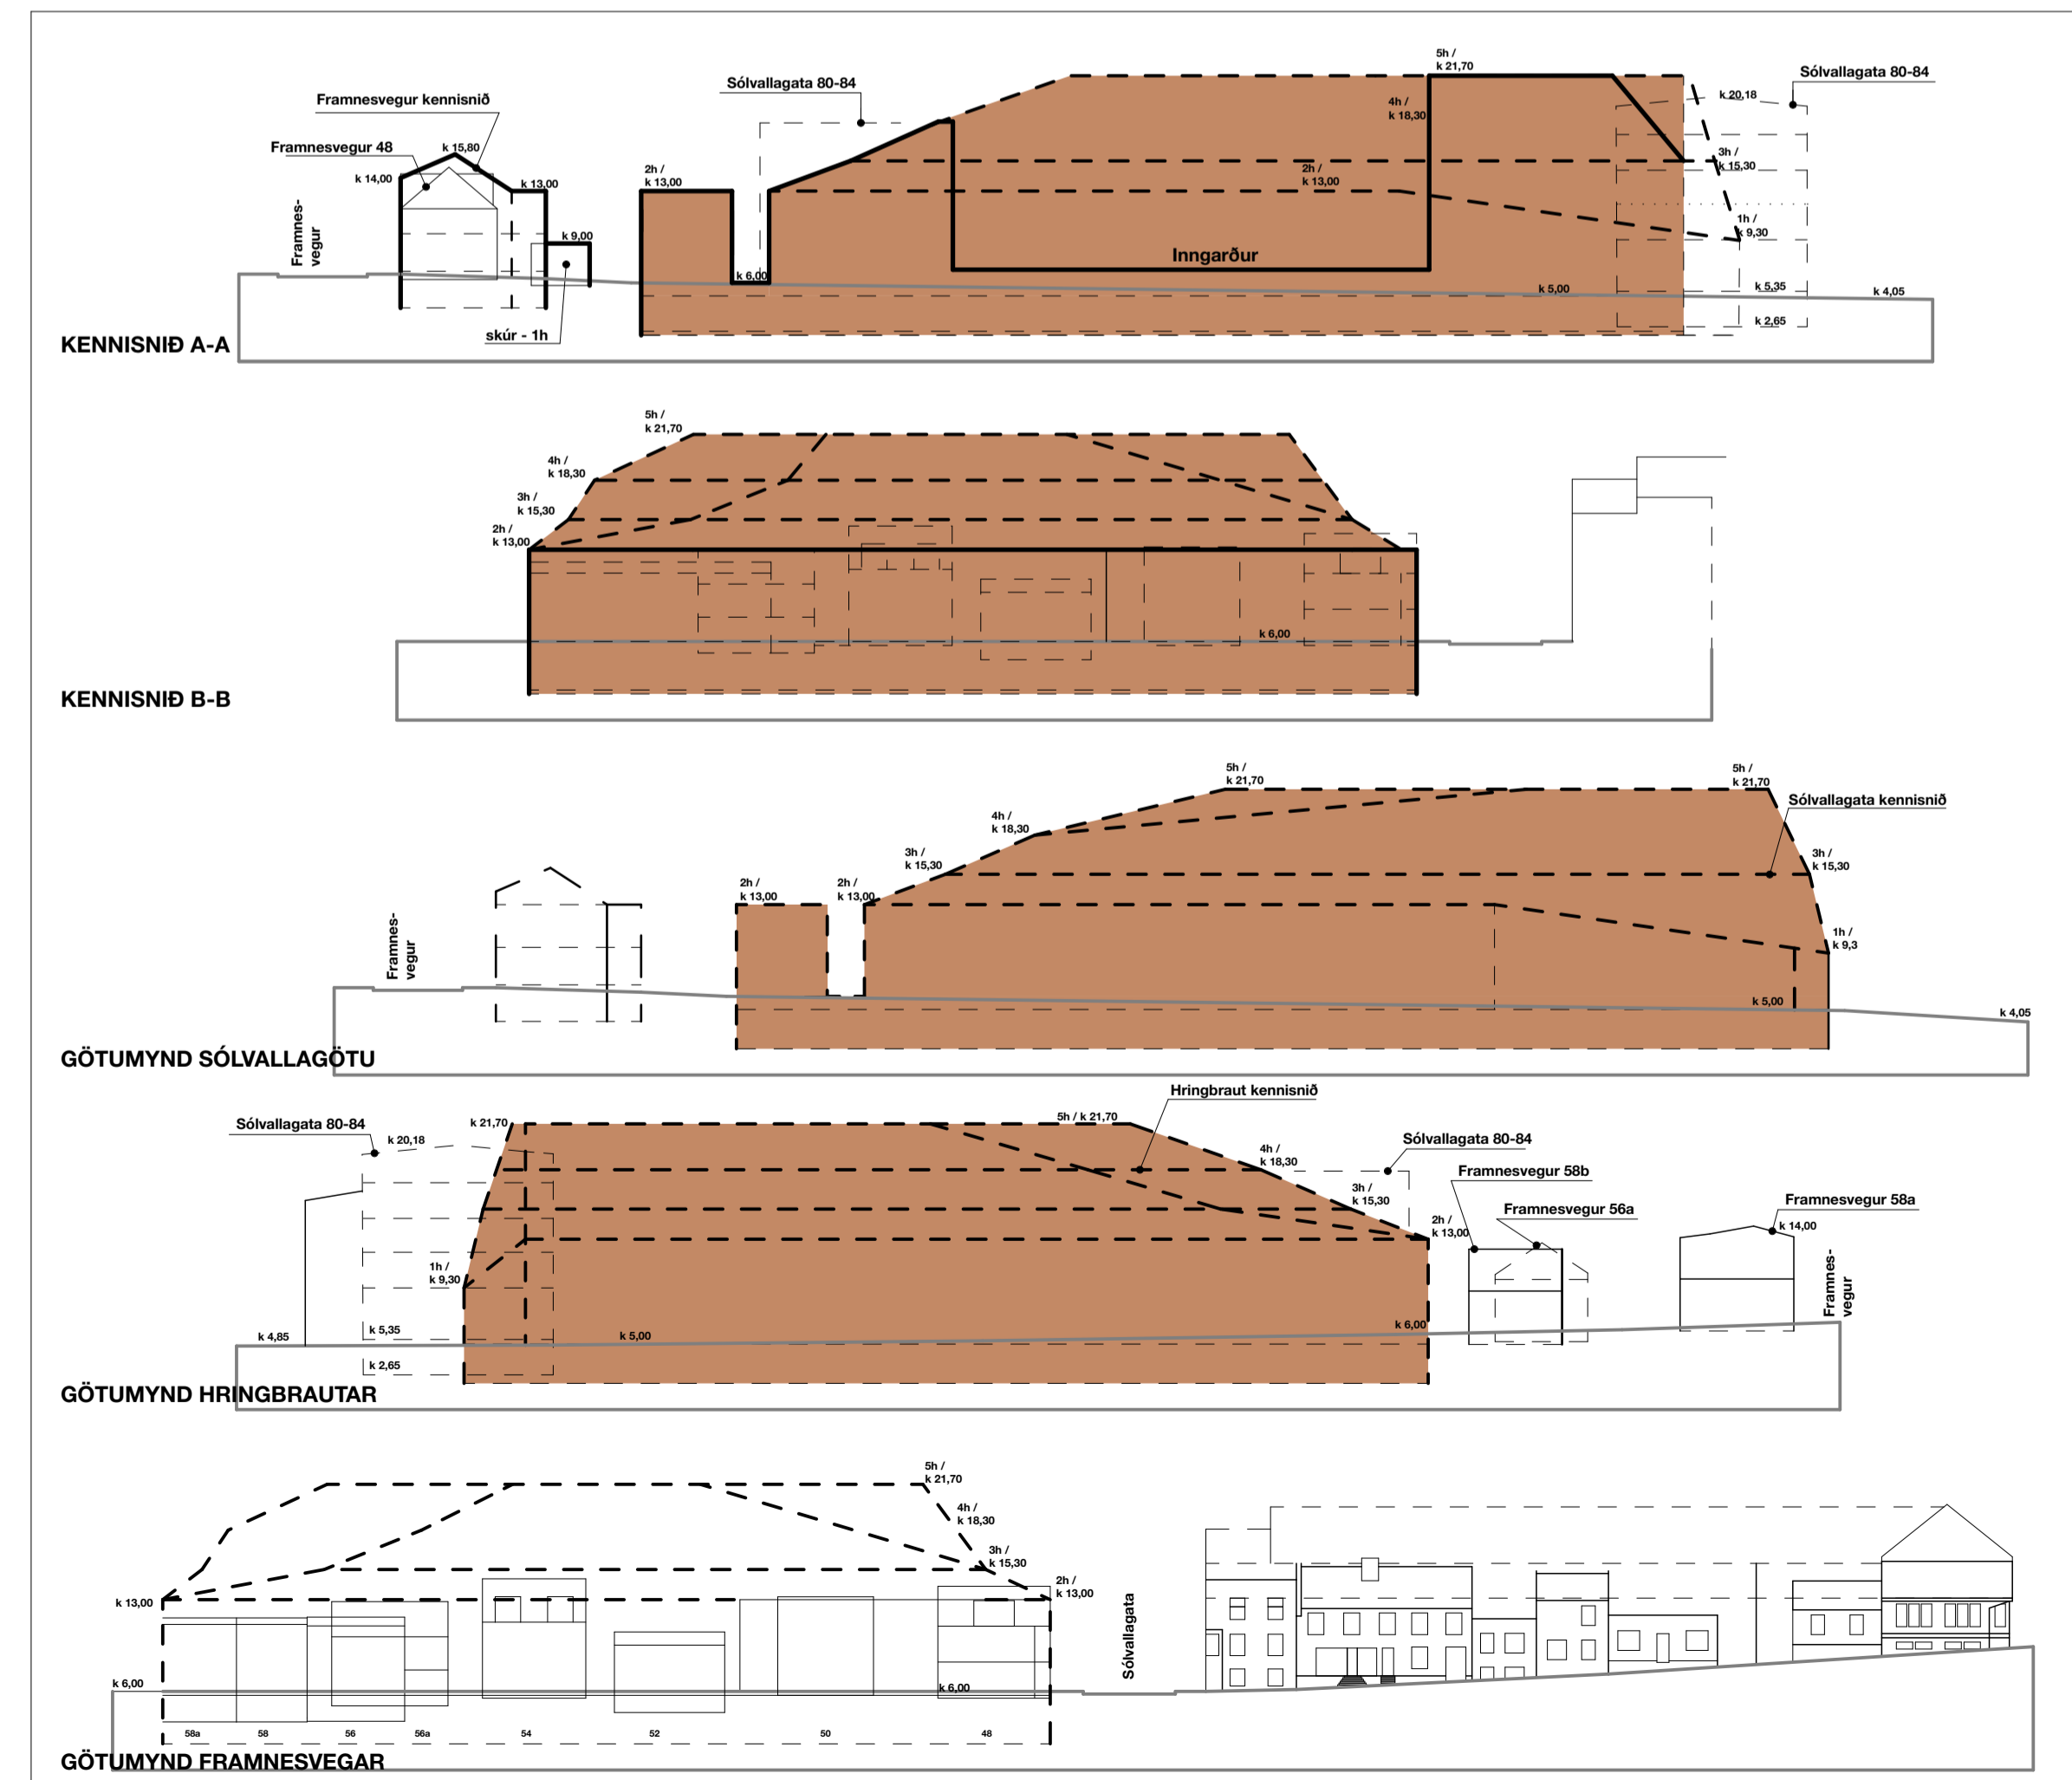 5h /
k 21,70
Sólvallagata 80-84
Sólvallagata 80-84
Framnesvegur kennisnið
k 20,18
4h /
k 18,30
Framnesvegur 48
k 15,80
3h /
k 15,30
k 14,00
k 13,00
2h /
k 13,00
2h /
k 13,00
Framnes-
vegur
1h /
k 9,30
k 9,00
Inngarður
k 6,00
k 5,00
k 5,35
k 4,05
k 2,65
skúr - 1h
KENNISNIÐ A-A
5h /
k 21,70
4h /
k 18,30
3h /
k 15,30
2h /
k 13,00
k 6,00
KENNISNIÐ B-B
5h /
k 21,70
5h /
k 21,70
Sólvallagata kennisnið
4h /
k 18,30
3h /
k 15,30
3h /
k 15,30
2h /
k 13,00
2h /
k 13,00
Framnes-
vegur
1h /
k 9,3
k 5,00
k 4,05
GÖTUMYND SÓLVALLAGÖTU
Hringbraut kennisnið
Sólvallagata 80-84
k 21,70
5h / k 21,70
k 20,18
Sólvallagata 80-84
4h /
k 18,30
Framnesvegur 58b
3h /
k 15,30
Framnesvegur 56a
Framnesvegur 58a
2h /
k 13,00
k 14,00
1h /
k 9,30
Framnes-
vegur
k 4,85
k 5,35
k 5,00
k 6,00
k 2,65
GÖTUMYND HRINGBRAUTAR
5h /
k 21,70
4h /
k 18,30
3h /
k 15,30
2h /
k 13,00
k 13,00
Sólvallagata
k 6,00
k 6,00
58a
58
56
56a
54
52
50
48
GÖTUMYND FRAMNESVEGAR